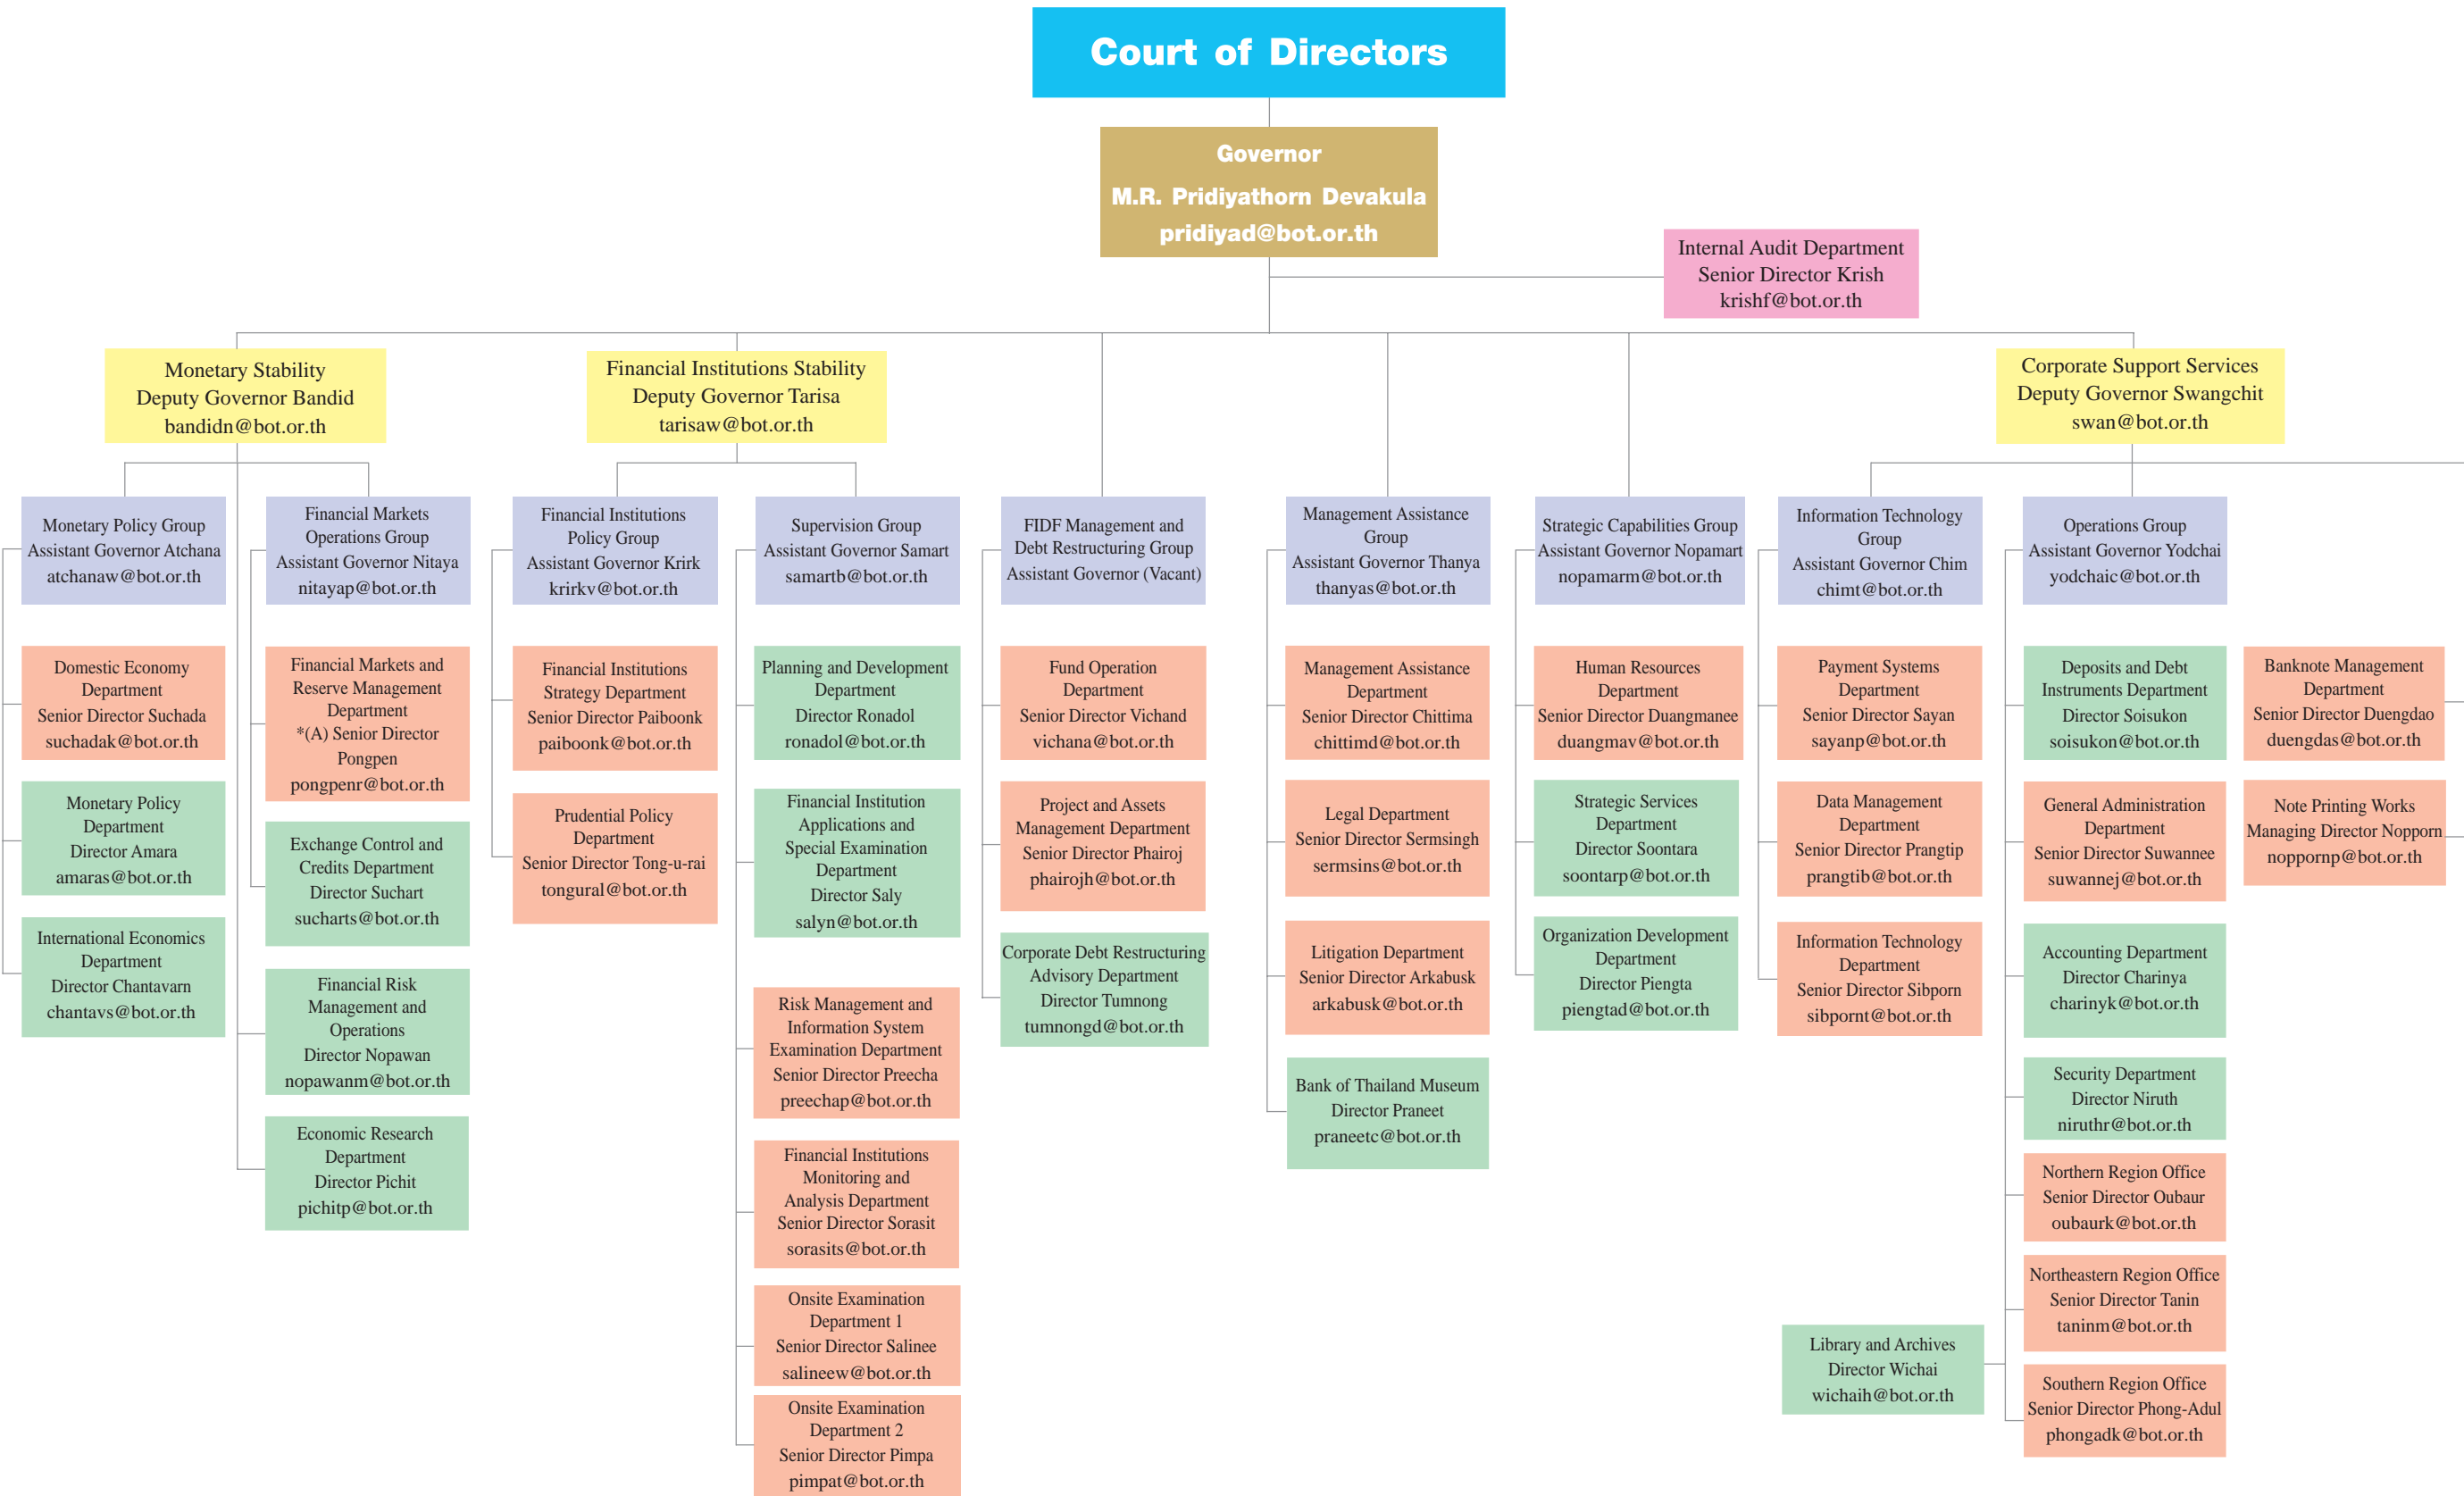 Court of Directors
Governor
M.R. Pridiyathorn Devakula
pridiyad@bot.or.th
Internal Audit Department
Senior Director Krish
krishf@bot.or.th
Monetary Stability
Deputy Governor Bandid
bandidn@bot.or.th
Financial Institutions Stability
Deputy Governor Tarisa
tarisaw@bot.or.th
Corporate Support Services
Deputy Governor Swangchit
swan@bot.or.th
Monetary Policy Group
Assistant Governor Atchana
atchanaw@bot.or.th
Financial Markets
Operations Group
Assistant Governor Nitaya
nitayap@bot.or.th
Financial Institutions
Policy Group
Assistant Governor Krirk
krirkv@bot.or.th
Supervision Group
Assistant Governor Samart
samartb@bot.or.th
FIDF Management and
Debt Restructuring Group
Assistant Governor (Vacant)
Management Assistance
Group
Assistant Governor Thanya
thanyas@bot.or.th
Strategic Capabilities Group
Assistant Governor Nopamart
nopamarm@bot.or.th
Information Technology
Group
Assistant Governor Chim
chimt@bot.or.th
Operations Group
Assistant Governor Yodchai
yodchaic@bot.or.th
Domestic Economy
Department
Senior Director Suchada
suchadak@bot.or.th
Monetary Policy
Department
Director Amara
amaras@bot.or.th
International Economics
Department
Director Chantavarn
chantavs@bot.or.th
Financial Markets and
Reserve Management
Department
*(A) Senior Director
Pongpen
pongpenr@bot.or.th
Exchange Control and
Credits Department
Director Suchart
sucharts@bot.or.th
Financial Risk
Management and
Operations
Director Nopawan
nopawanm@bot.or.th
Economic Research
Department
Director Pichit
pichitp@bot.or.th
Financial Institutions
Strategy Department
Senior Director Paiboonk
paiboonk@bot.or.th
Prudential Policy
Department
Senior Director Tong-u-rai
tongural@bot.or.th
Planning and Development
Department
Director Ronadol
ronadol@bot.or.th
Financial Institution
Applications and
Special Examination
Department
Director Saly
salyn@bot.or.th
Risk Management and
Information System
Examination Department
Senior Director Preecha
preechap@bot.or.th
Financial Institutions
Monitoring and
Analysis Department
Senior Director Sorasit
sorasits@bot.or.th
Onsite Examination
Department 1
Senior Director Salinee
salineew@bot.or.th
Onsite Examination
Department 2
Senior Director Pimpa
pimpat@bot.or.th
Fund Operation
Department
Senior Director Vichand
vichana@bot.or.th
Project and Assets
Management Department
Senior Director Phairoj
phairojh@bot.or.th
Corporate Debt Restructuring
Advisory Department
Director Tumnong
tumnongd@bot.or.th
Management Assistance
Department
Senior Director Chittima
chittimd@bot.or.th
Legal Department
Senior Director Sermsingh
sermsins@bot.or.th
Litigation Department
Senior Director Arkabusk
arkabusk@bot.or.th
Bank of Thailand Museum
Director Praneet
praneetc@bot.or.th
Human Resources
Department
Senior Director Duangmanee
duangmav@bot.or.th
Strategic Services
Department
Director Soontara
soontarp@bot.or.th
Organization Development
Department
Director Piengta
piengtad@bot.or.th
Payment Systems
Department
Senior Director Sayan
sayanp@bot.or.th
Data Management
Department
Senior Director Prangtip
prangtib@bot.or.th
Information Technology
Department
Senior Director Sibporn
sibpornt@bot.or.th
Deposits and Debt
Instruments Department
Director Soisukon
soisukon@bot.or.th
General Administration
Department
Senior Director Suwannee
suwannej@bot.or.th
Accounting Department
Director Charinya
charinyk@bot.or.th
Security Department
Director Niruth
niruthr@bot.or.th
Northern Region Office
Senior Director Oubaur
oubaurk@bot.or.th
Northeastern Region Office
Senior Director Tanin
taninm@bot.or.th
Library and Archives
Director Wichai
wichaih@bot.or.th
Southern Region Office
Senior Director Phong-Adul
phongadk@bot.or.th
Banknote Management
Department
Senior Director Duengdao
duengdas@bot.or.th
Note Printing Works
Managing Director Nopporn
noppornp@bot.or.th